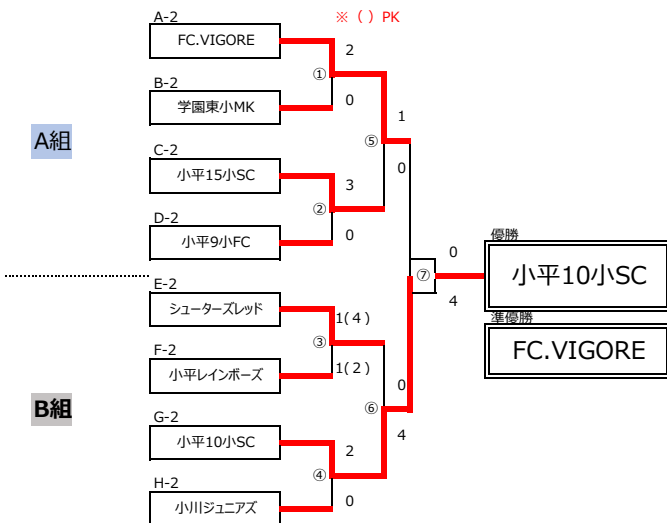 A-2
※ ( ) PK
FC.VIGORE
2
①
B-2
0
学園東小MK
1
A組
⑤
C-2
0
小平15小SC
3
②
D-2
0
小平9小FC
優勝
0
小平10小SC
⑦
E-2
4
シューターズレッド
1(4)
準優勝
③
FC.VIGORE
F-2
1(2)
小平レインボーズ
0
B組
⑥
G-2
4
小平10小SC
2
④
H-2
0
小川ジュニアズ